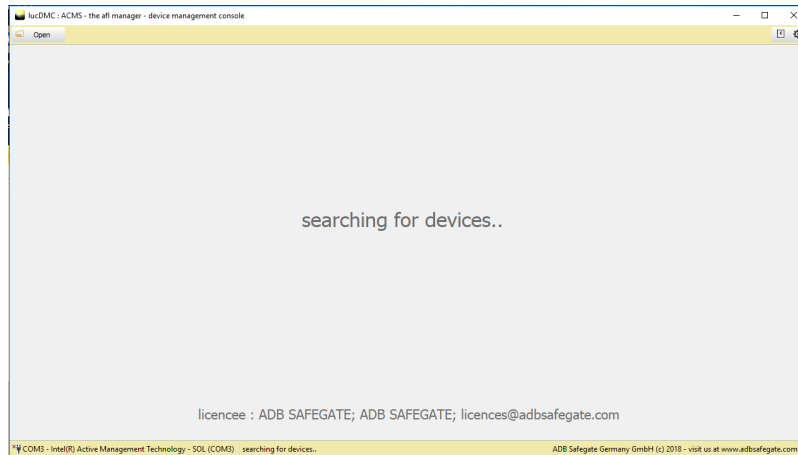 lucDMC : ACMS - the afl manager - device management console
Open
searching for devices..
licencee : ADB SAFEGATE; ADB SAFEGATE; licences@adbsafegate.com
COM3 - Intel(R) Active Management Technology - SOL (COM3) searching for devices.. ADB Safegate Germany GmbH (c) 2018 - visit us at www.adbsafegate.com